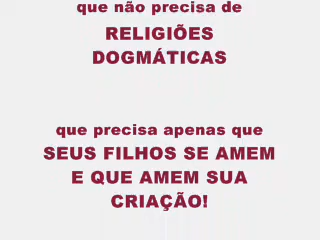 que não precisa de
RELIGIÕES
DOGMÁTICAS
que precisa apenas que
SEUS FILHOS SE AMEM
E QUE AMEM SUA
CRIAÇÃO!